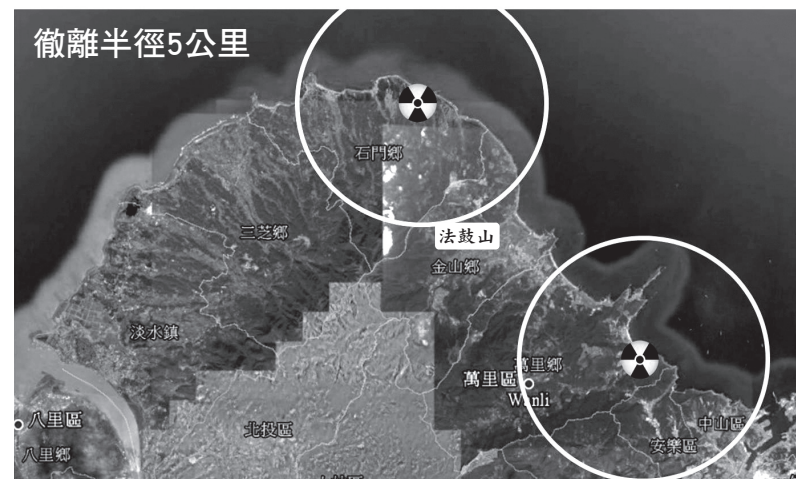 徹離半徑5公里
石門鄉
法鼓山
三芝鄉
金山鄉
淡水鎮
萬里鄉
萬里區
Wanli
八里區
北投區
中山區
安樂區
八里鄉